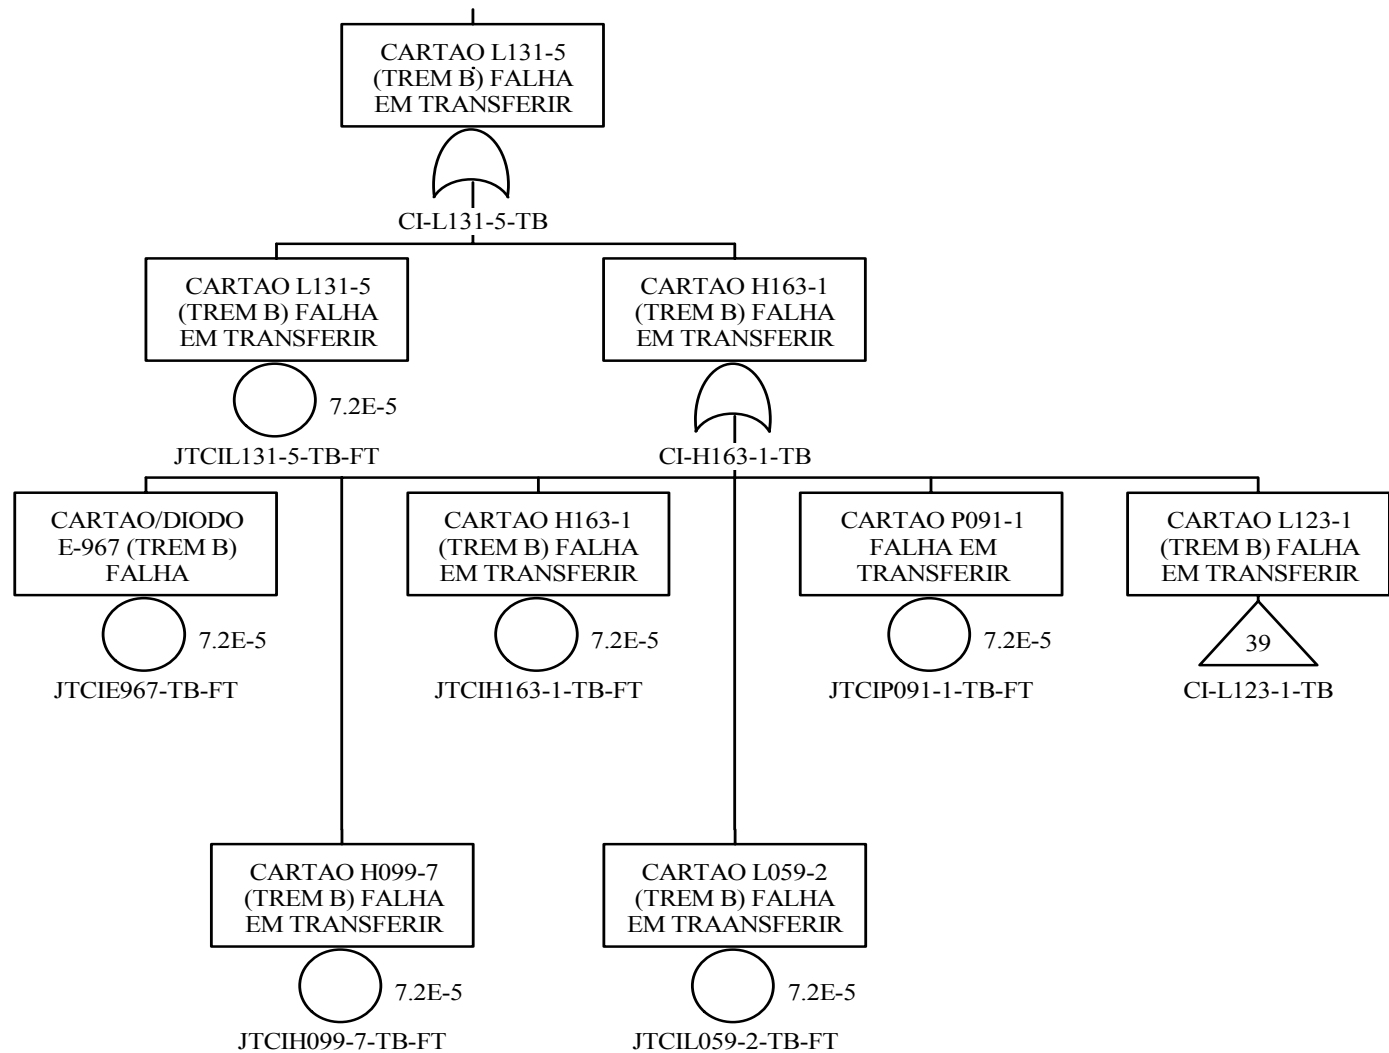 CARTAO L131-5
(TREM B) FALHA
EM TRANSFERIR
CI-L131-5-TB
CARTAO L131-5
(TREM B) FALHA
EM TRANSFERIR
7.2E-5
JTCIL131-5-TB-FT
CARTAO H163-1
(TREM B) FALHA
EM TRANSFERIR
CI-H163-1-TB
CARTAO/DIODO
E-967 (TREM B)
FALHA
7.2E-5
JTCIE967-TB-FT
CARTAO H163-1
(TREM B) FALHA
EM TRANSFERIR
7.2E-5
JTCIH163-1-TB-FT
CARTAO P091-1
FALHA EM
TRANSFERIR
7.2E-5
JTCIP091-1-TB-FT
CARTAO L123-1
(TREM B) FALHA
EM TRANSFERIR
39
CI-L123-1-TB
CARTAO H099-7
(TREM B) FALHA
EM TRANSFERIR
7.2E-5
JTCIH099-7-TB-FT
CARTAO L059-2
(TREM B) FALHA
EM TRAANSFERIR
7.2E-5
JTCIL059-2-TB-FT